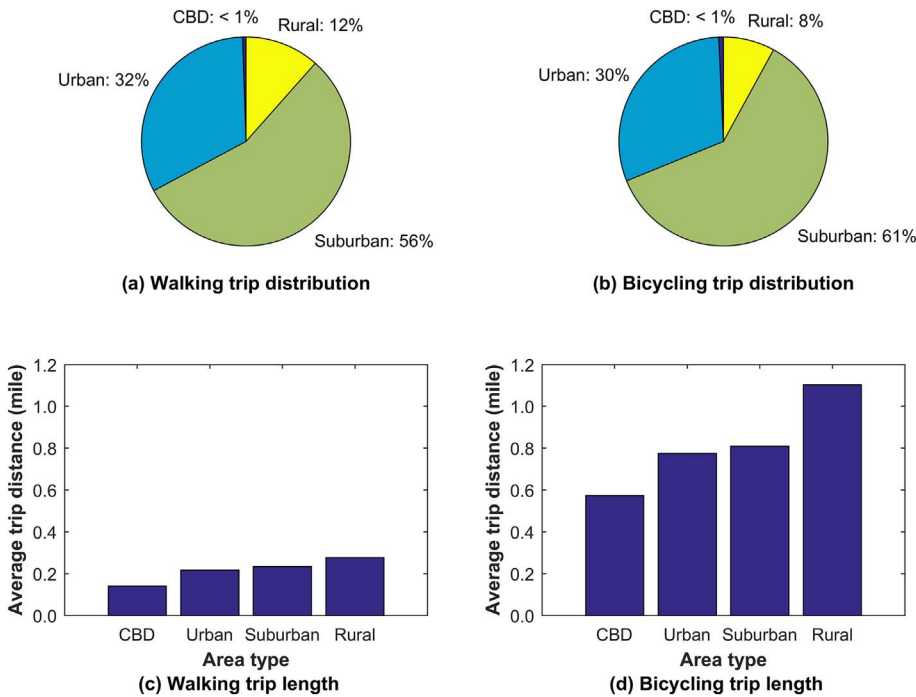 CBD: < 1%
Rural: 12%
Urban: 32%
Suburban: 56%
(a) Walking trip distribution
CBD: < 1%
Rural: 8%
Urban: 30%
Suburban: 61%
(b) Bicycling trip distribution
Average trip distance (mile)
1.2
1.0
0.8
0.6
0.4
0.2
0.0
CBD Urban Suburban Rural
Area type
(c) Walking trip length
Average trip distance (mile)
1.2
1.0
0.8
0.6
0.4
0.2
0.0
CBD Urban Suburban Rural
Area type
(d) Bicycling trip length